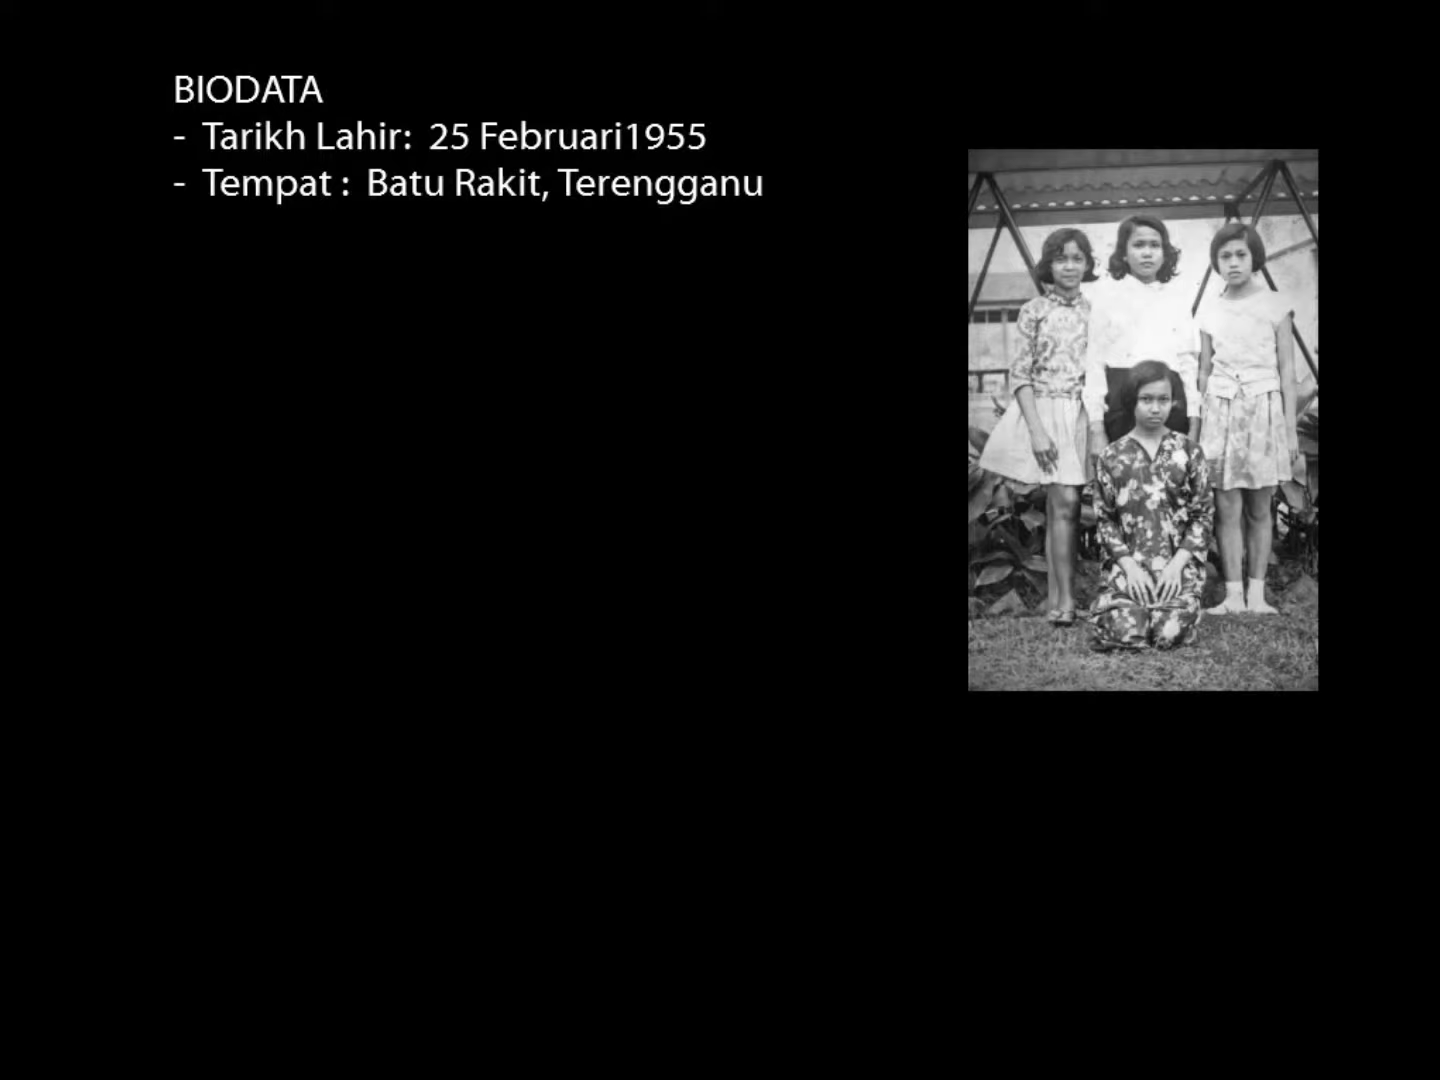 BIODATA
- Tarikh Lahir: 25 Februari1955
- Tempat : Batu Rakit, Terengganu